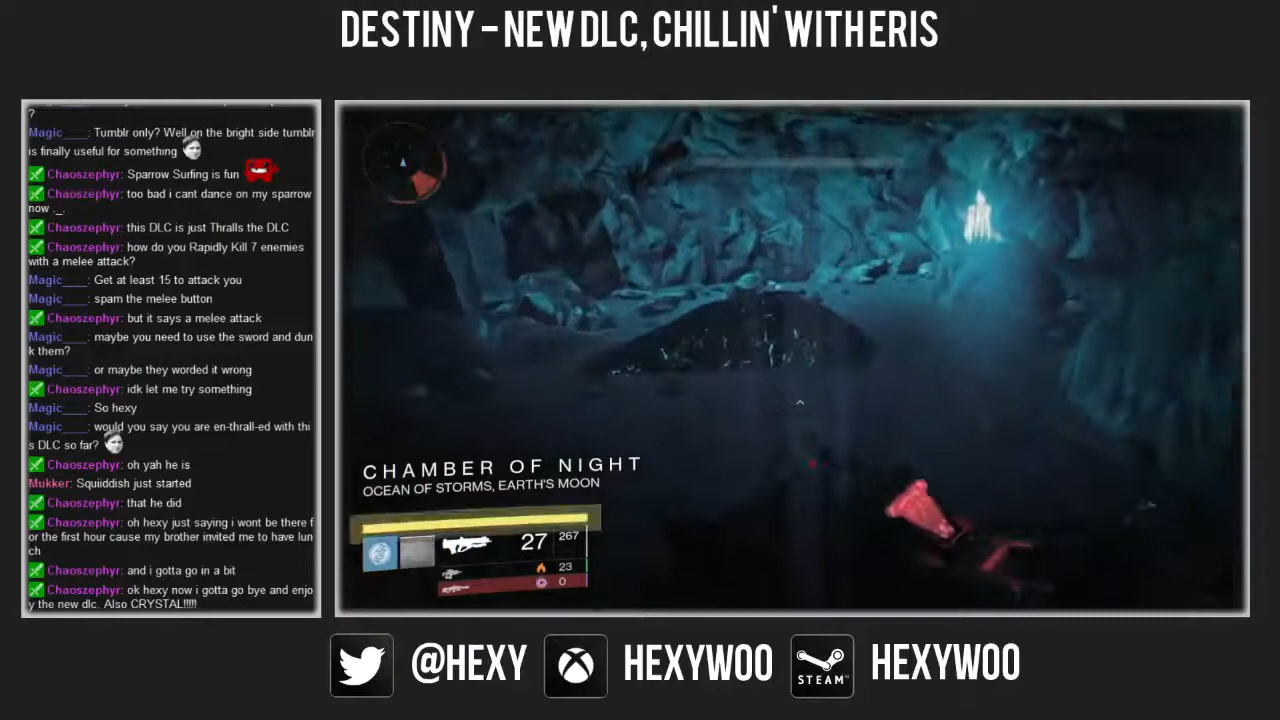 DESTINY - NEW DLC, CHILLIN' WITH ERIS
?
Magic____: Tumblr only? Well on the bright side tumblr
is finally useful for something
Chaoszephyr: Sparrow Surfing is fun
Chaoszephyr: too bad i cant dance on my sparrow
now ._.
Chaoszephyr: this DLC is just Thralls the DLC
Chaoszephyr: how do you Rapidly Kill 7 enemies
with a melee attack?
Magic____: Get at least 15 to attack you
Magic____: spam the melee button
Chaoszephyr: but it says a melee attack
Magic____: maybe you need to use the sword and dun
k them?
Magic____: or maybe they worded it wrong
Chaoszephyr: idk let me try something
Magic____: So hexy
Magic____: would you say you are en-thrall-ed with thi
s DLC so far?
Chaoszephyr: oh yah he is
Mukker: Squiiddish just started
Chaoszephyr: that he did
Chaoszephyr: oh hexy just saying i wont be there f
or the first hour cause my brother invited me to have lun
ch
Chaoszephyr: and i gotta go in a bit
Chaoszephyr: ok hexy now i gotta go bye and enjo
y the new dlc. Also CRYSTAL!!!!!
CHAMBER OF NIGHT
OCEAN OF STORMS, EARTH'S MOON
27 267
23
0
@HEXY
HEXYWOO
STEAM
HEXYWOO